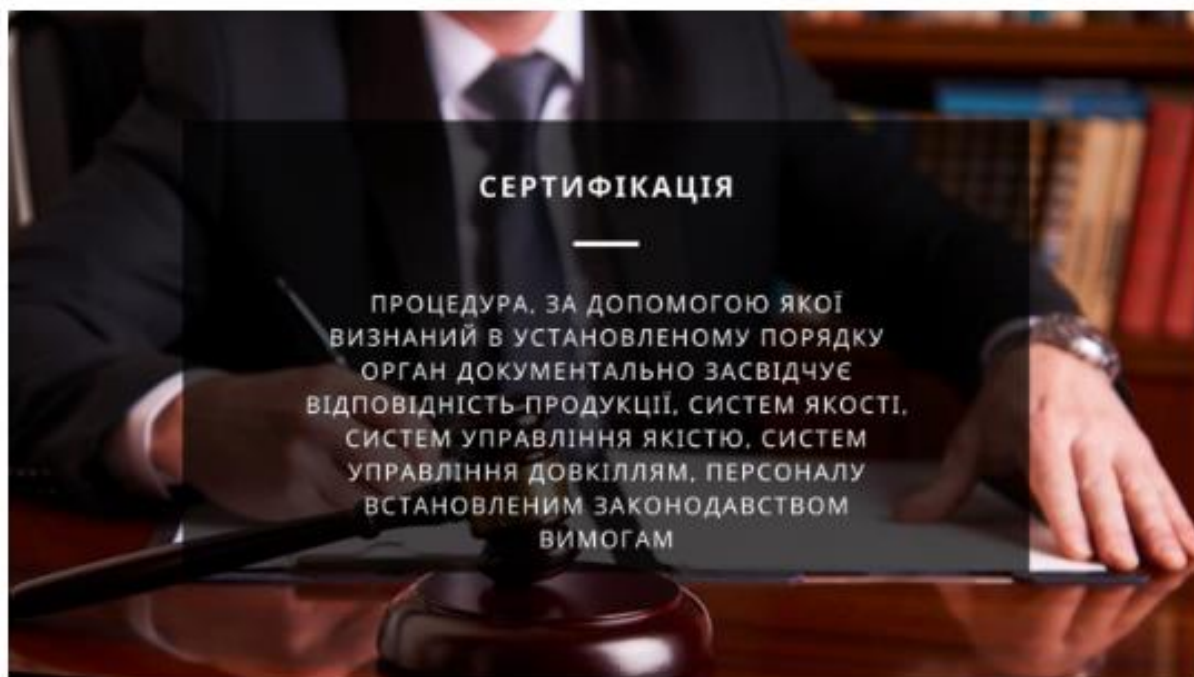 СЕРТИФІКАЦІЯ
ПРОЦЕДУРА, ЗА ДОПОМОГОЮ ЯКОЇ
ВИЗНАНИЙ В УСТАНОВЛЕНОМУ ПОРЯДКУ
ОРГАН ДОКУМЕНТАЛЬНО ЗАСВІДЧУЄ
ВІДПОВІДНІСТЬ ПРОДУКЦІЇ, СИСТЕМ ЯКОСТІ,
СИСТЕМ УПРАВЛІННЯ ЯКІСТЮ, СИСТЕМ
УПРАВЛІННЯ ДОВКІЛЛЯМ, ПЕРСОНАЛУ
ВСТАНОВЛЕНИМ ЗАКОНОДАВСТВОМ
ВИМОГАМ